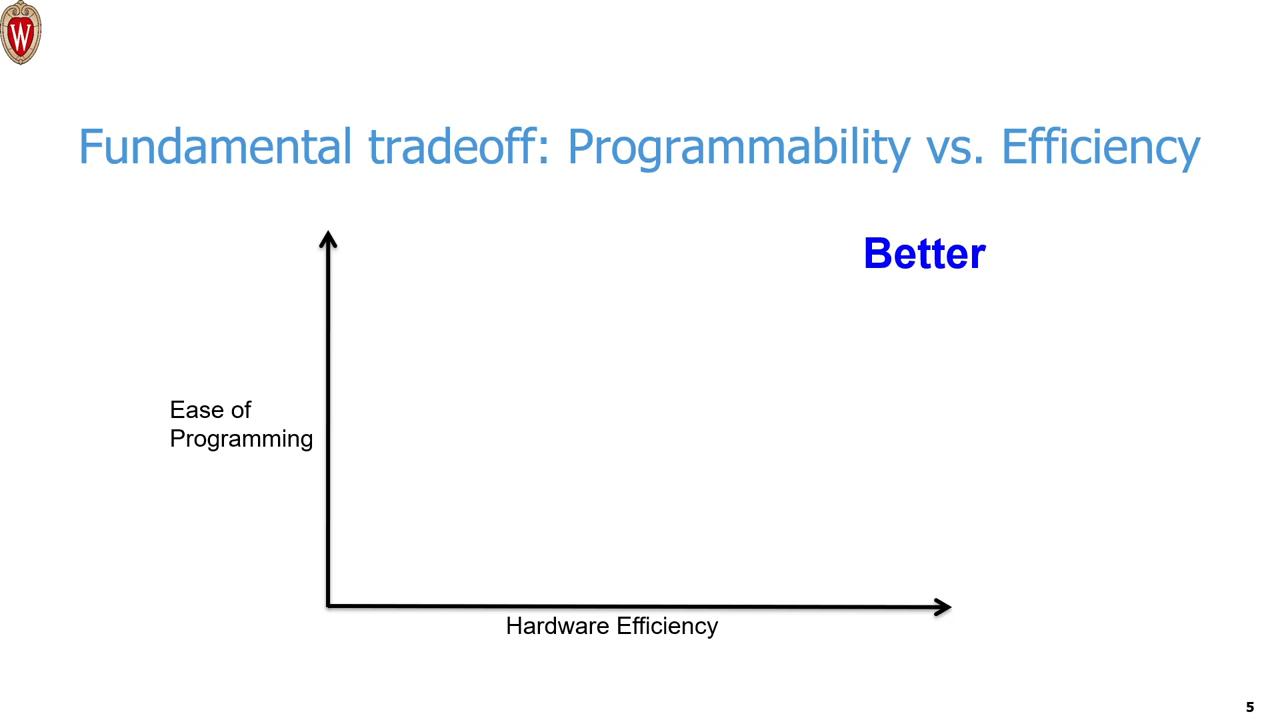 W
Fundamental tradeoff: Programmability vs. Efficiency
Better
Ease of
Programming
Hardware Efficiency
5